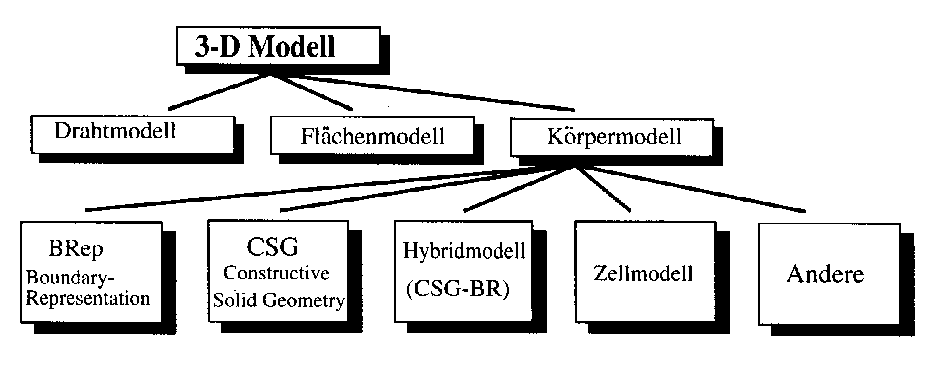 3-D Modell
Drahtmodell
Flächenmodell
Körpermodell
BRep
Boundary-
Representation
CSG
Constructive
Solid Geometry
Hybridmodell
(CSG-BR)
Zellmodell
Andere